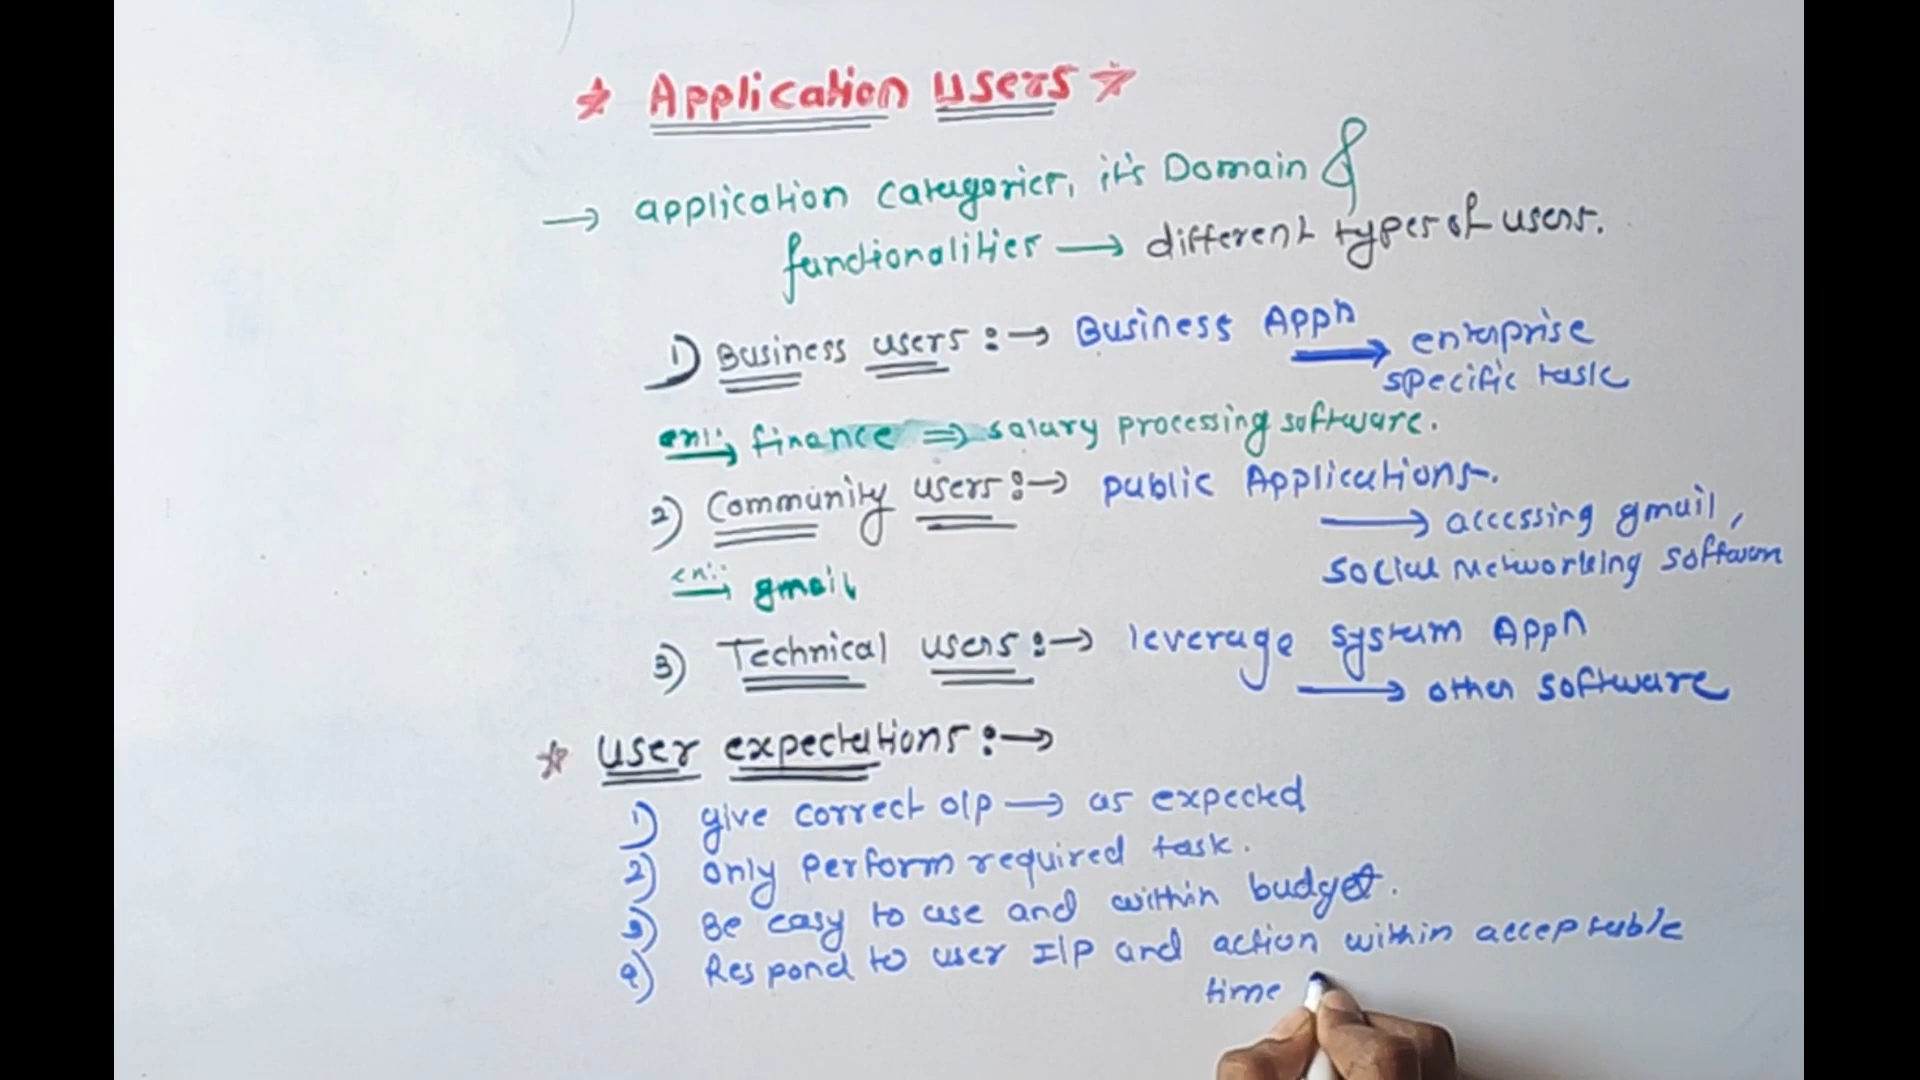 ★ Application users ★
→ application categories, it's Domain &
functionalities → different types of users.
1) Business users :→ Business Appn
→ enterprise
specific task
ex:→ finance ⇒ salary processing software.
2) Community users :→ public Applications.
→ accessing gmail,
social networking software
ex:→ gmail
3) Technical users :→ leverage system Appn
→ other software
★ user expectations :→
1) give correct o/p → as expected
2) only perform required task.
3) Be easy to use and within budget.
4) Respond to user I/p and action within acceptable
time